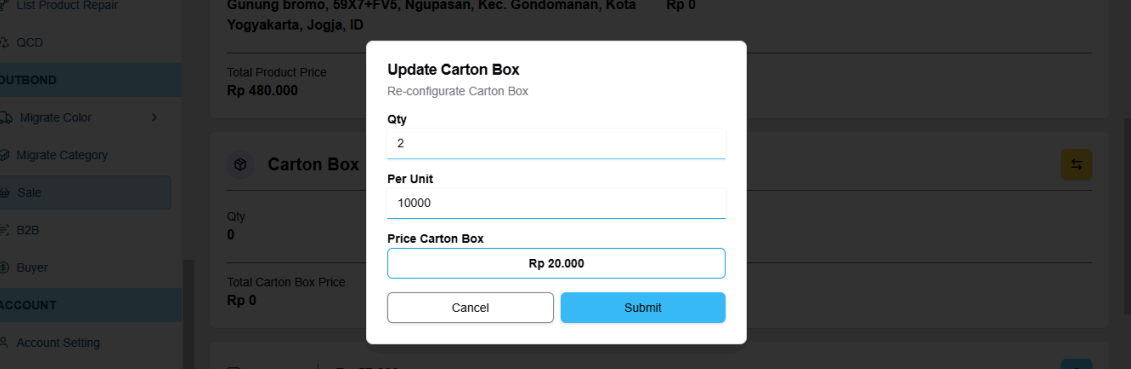 List Product Repair
QCD
OUTBOND
Migrate Color
Migrate Category
Sale
B2B
Buyer
ACCOUNT
Account Setting
Gunung bromo, 59X7+FV5, Ngupasan, Kec. Gondomanan, Kota
Yogyakarta, Jogja, ID
Rp 0
Total Product Price
Rp 480.000
Carton Box
Qty
0
Total Carton Box Price
Rp 0
Update Carton Box
Re-configurate Carton Box
Qty
2
Per Unit
10000
Price Carton Box
Rp 20.000
Cancel
Submit